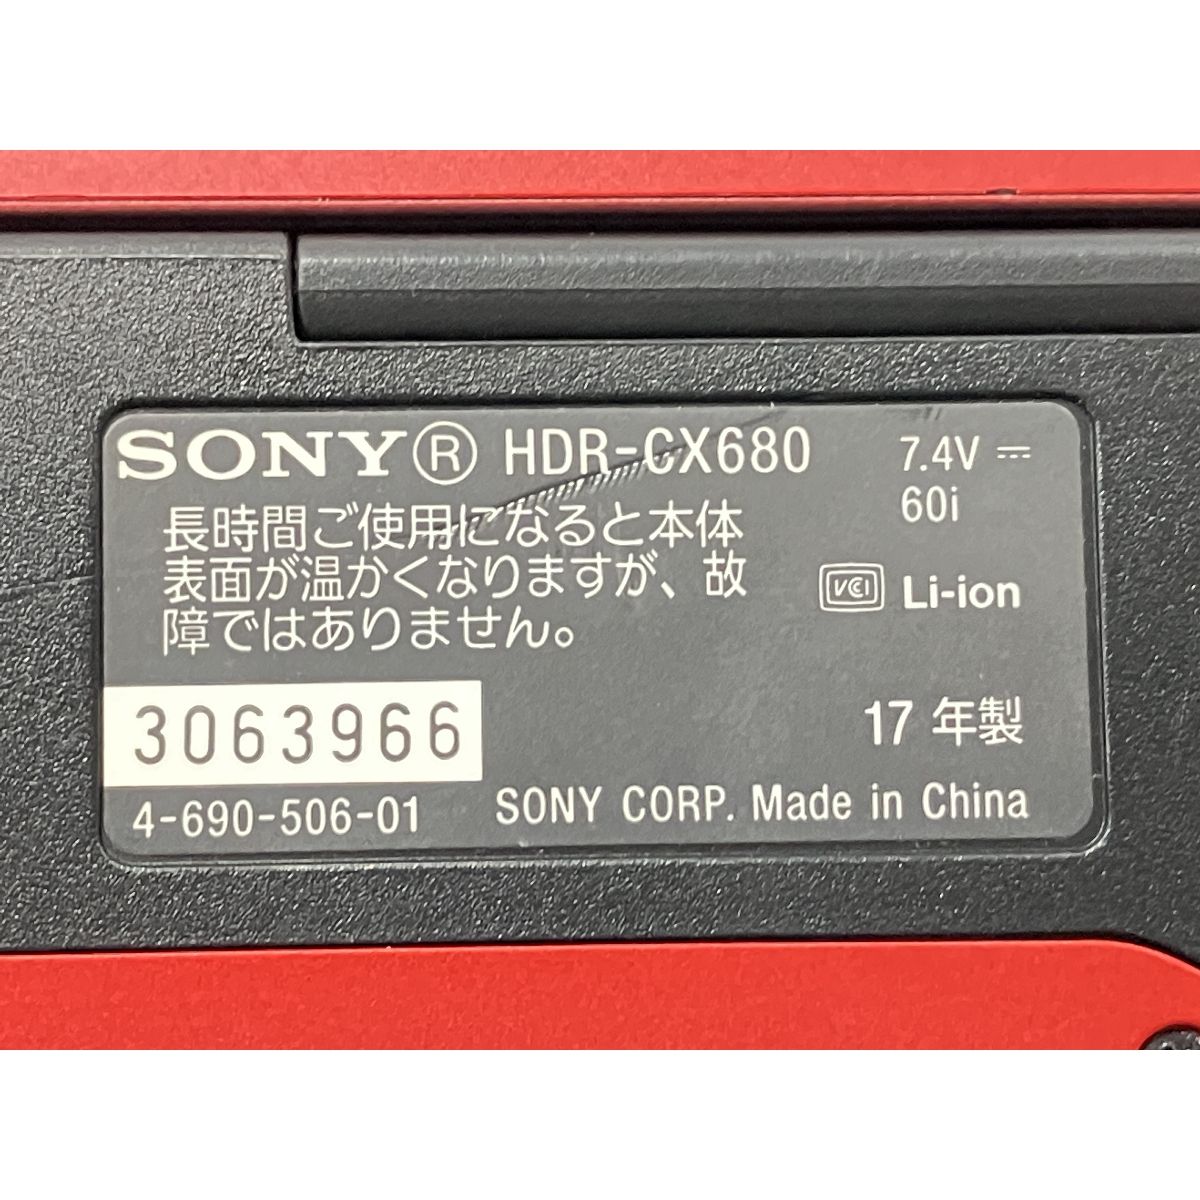 SONY® HDR-CX680
7.4V ⎓
60i
長時間ご使用になると本体
表面が温かくなりますが、故
障ではありません。
VCCI Li-ion
3063966
17 年製
4-690-506-01
SONY CORP. Made in China